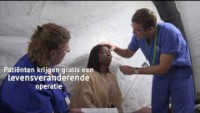 Patiënten krijgen gratis een
levensveranderende
operatie